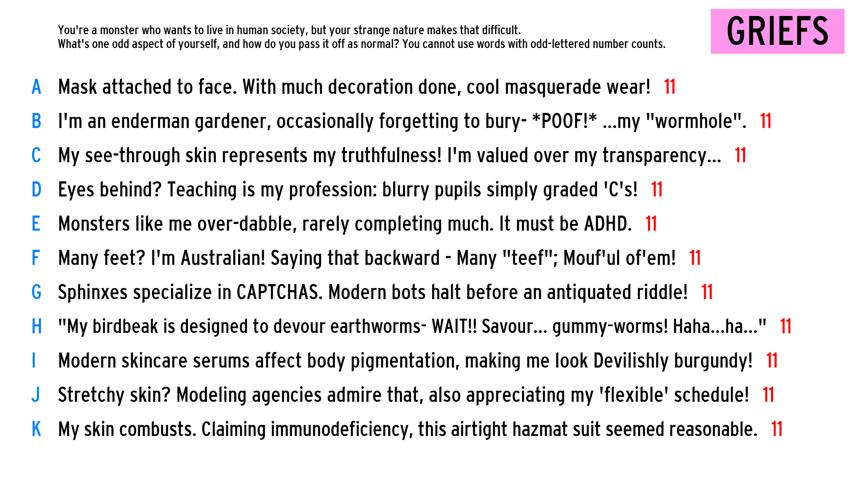 You're a monster who wants to live in human society, but your strange nature makes that difficult.
What's one odd aspect of yourself, and how do you pass it off as normal? You cannot use words with odd-lettered number counts.
GRIEFS
A Mask attached to face. With much decoration done, cool masquerade wear! 11
B I'm an enderman gardener, occasionally forgetting to bury- *POOF!* ...my "wormhole". 11
C My see-through skin represents my truthfulness! I'm valued over my transparency... 11
D Eyes behind? Teaching is my profession: blurry pupils simply graded 'C's! 11
E Monsters like me over-dabble, rarely completing much. It must be ADHD. 11
F Many feet? I'm Australian! Saying that backward - Many "teef"; Mouf'ul of'em! 11
G Sphinxes specialize in CAPTCHAS. Modern bots halt before an antiquated riddle! 11
H "My birdbeak is designed to devour earthworms- WAIT!! Savour... gummy-worms! Haha...ha..." 11
I Modern skincare serums affect body pigmentation, making me look Devilishly burgundy! 11
J Stretchy skin? Modeling agencies admire that, also appreciating my 'flexible' schedule! 11
K My skin combusts. Claiming immunodeficiency, this airtight hazmat suit seemed reasonable. 11